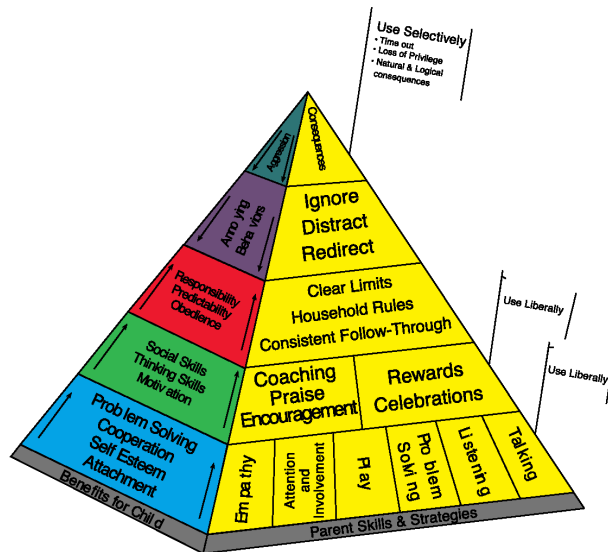 Use Selectively
• Time out
• Loss of Privilege
• Natural & Logical
consequences
Aggression
Consequences
Annoying
Behaviors
Ignore
Distract
Redirect
Responsibility
Predictability
Obedience
Clear Limits
Household Rules
Consistent Follow-Through
Use Liberally
Social Skills
Thinking Skills
Motivation
Coaching
Praise
Encouragement
Rewards
Celebrations
Use Liberally
Problem Solving
Cooperation
Self Esteem
Attachment
Empathy
Attention
and
Involvement
Play
Problem
Solving
Listening
Talking
Benefits for Child
Parent Skills & Strategies